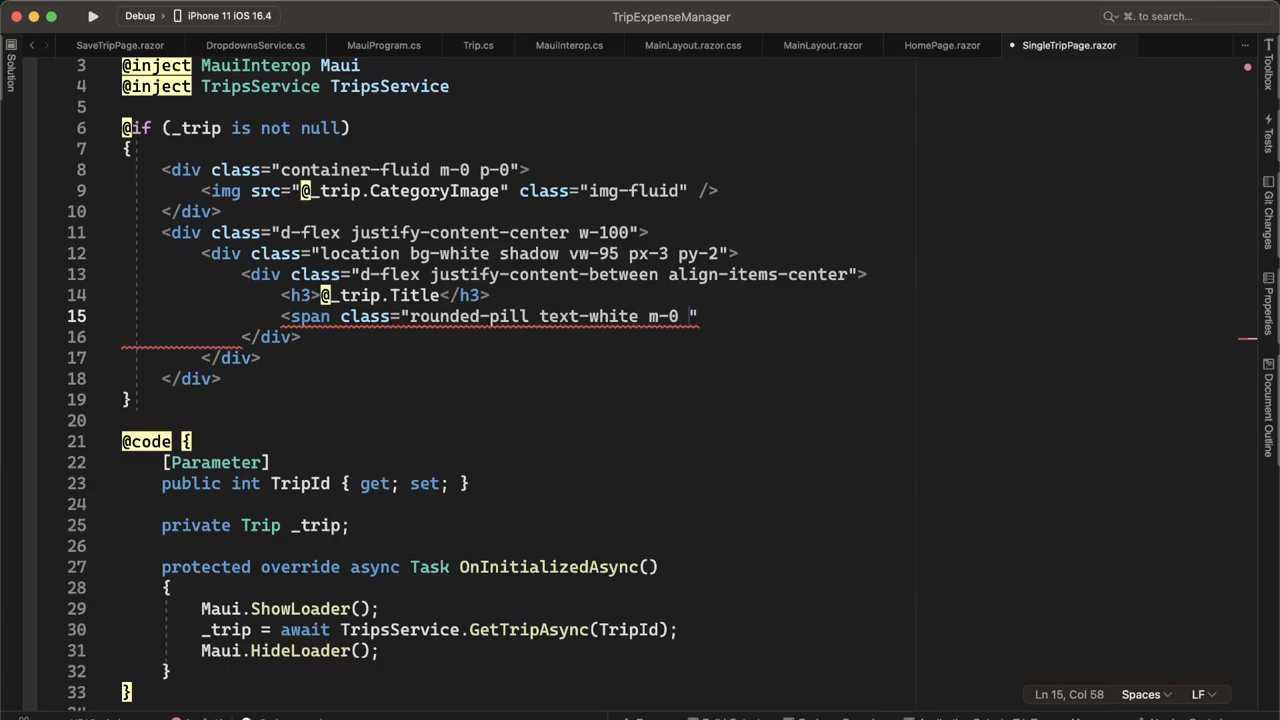 Debug
iPhone 11 iOS 16.4
TripExpenseManager
⌘. to search...
SaveTripPage.razor
DropdownsService.cs
MauiProgram.cs
Trip.cs
MauiInterop.cs
MainLayout.razor.css
MainLayout.razor
HomePage.razor
SingleTripPage.razor
Solution
Toolbox
Tests
Git Changes
Properties
Document Outline
3 @inject MauiInterop Maui
4 @inject TripsService TripsService
5
6 @if (_trip is not null)
7 {
8 <div class="container-fluid m-0 p-0">
9 <img src="@_trip.CategoryImage" class="img-fluid" />
10 </div>
11 <div class="d-flex justify-content-center w-100">
12 <div class="location bg-white shadow vw-95 px-3 py-2">
13 <div class="d-flex justify-content-between align-items-center">
14 <h3>@_trip.Title</h3>
15 <span class="rounded-pill text-white m-0 "
16 </div>
17 </div>
18 </div>
19 }
20
21 @code {
22 [Parameter]
23 public int TripId { get; set; }
24
25 private Trip _trip;
26
27 protected override async Task OnInitializedAsync()
28 {
29 Maui.ShowLoader();
30 _trip = await TripsService.GetTripAsync(TripId);
31 Maui.HideLoader();
32 }
33 }
Ln 15, Col 58
Spaces
LF